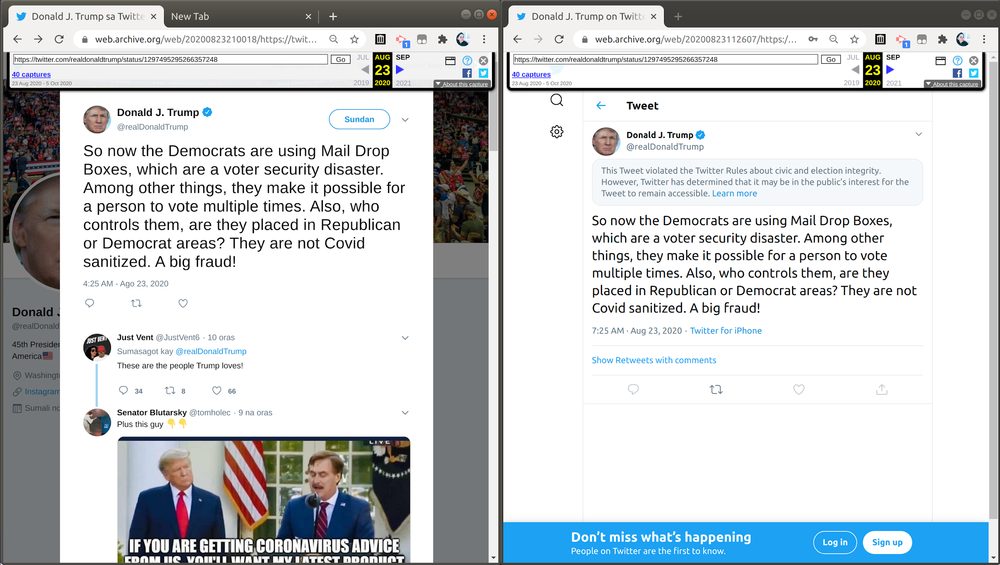 Donald J. Trump sa Twitte
New Tab
web.archive.org/web/20200823210018/https://twit...
1
https://twitter.com/realdonaldtrump/status/1297495295266357248
Go
JUL
AUG
SEP
40 captures
23
23 Aug 2020 - 5 Oct 2020
2019
2020
2021
About this capture
Donald J. Trump
@realDonaldTrump
Sundan
So now the Democrats are using Mail Drop
Boxes, which are a voter security disaster.
Among other things, they make it possible for
a person to vote multiple times. Also, who
controls them, are they placed in Republican
or Democrat areas? They are not Covid
sanitized. A big fraud!
4:25 AM - Ago 23, 2020
Donald J
@realDonald
45th Presider
America
Washingt
Instagram
Sumali no
JUST VENT
Just Vent @JustVent6 · 10 oras
Sumasagot kay @realDonaldTrump
These are the people Trump loves!
34
8
66
Senator Blutarsky @tomholec · 9 na oras
Plus this guy
LIVE
IF YOU ARE GETTING CORONAVIRUS ADVICE
FROM US, YOU'LL WANT MY LATEST PRODUCT
Donald J. Trump on Twitte
web.archive.org/web/20200823112607/https:/...
1
https://twitter.com/realdonaldtrump/status/1297495295266357248
Go
JUL
AUG
SEP
40 captures
23
23 Aug 2020 - 5 Oct 2020
2019
2020
2021
About this capture
Tweet
Donald J. Trump
@realDonaldTrump
This Tweet violated the Twitter Rules about civic and election integrity.
However, Twitter has determined that it may be in the public’s interest for the
Tweet to remain accessible. Learn more
So now the Democrats are using Mail Drop Boxes,
which are a voter security disaster. Among other
things, they make it possible for a person to vote
multiple times. Also, who controls them, are they
placed in Republican or Democrat areas? They are not
Covid sanitized. A big fraud!
7:25 AM · Aug 23, 2020 · Twitter for iPhone
Show Retweets with comments
Don’t miss what’s happening
People on Twitter are the first to know.
Log in
Sign up